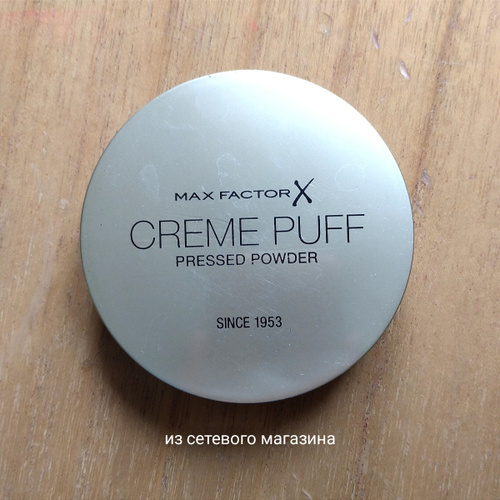 MAX FACTOR X
CREME PUFF
PRESSED POWDER
SINCE 1953
из сетевого магазина